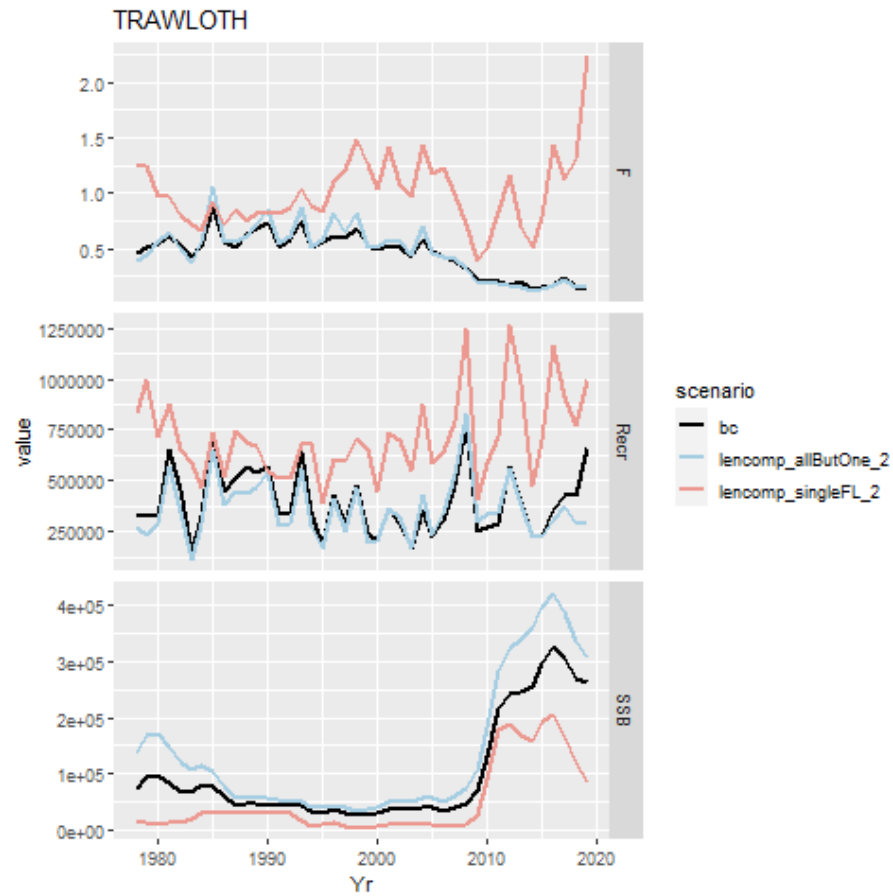 TRAWLOTH
2.0
1.5
1.0
0.5
F
1250000
1000000
750000
500000
250000
Recr
value
4e+05
3e+05
2e+05
1e+05
0e+00
SSB
1980 1990 2000 2010 2020
Yr
scenario
bc
lencomp_allButOne_2
lencomp_singleFL_2